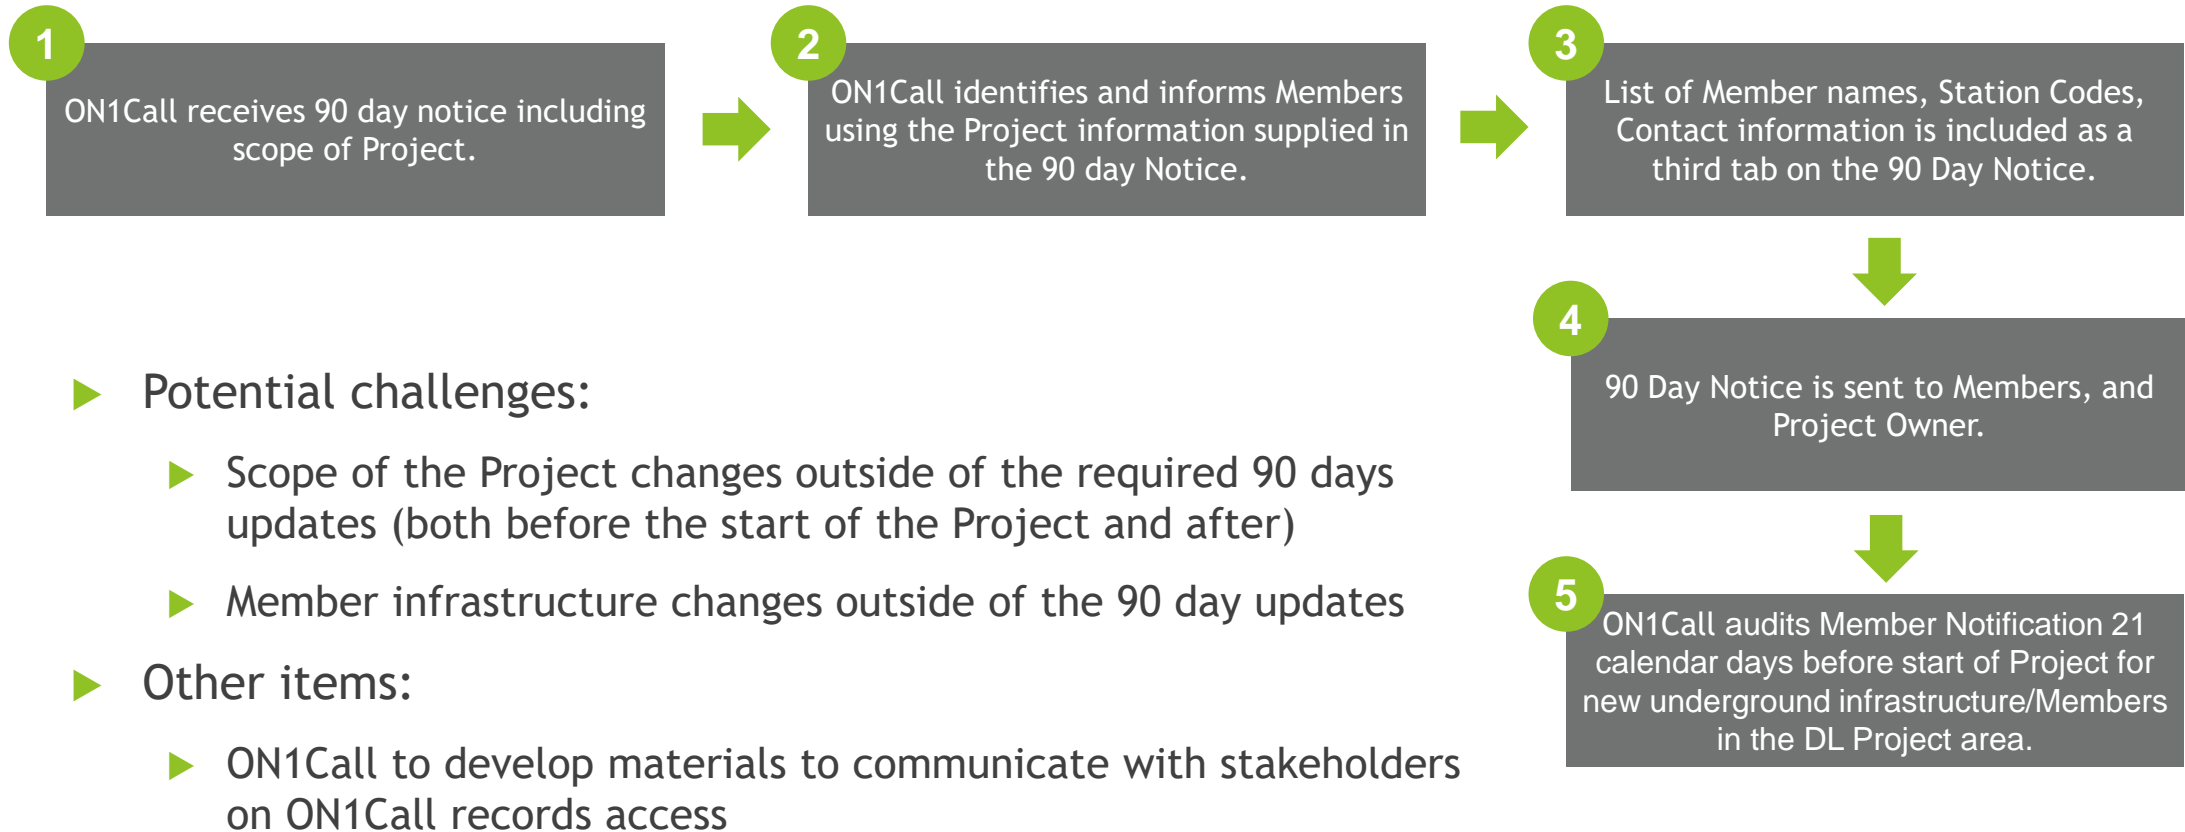 1
ON1Call receives 90 day notice including
scope of Project.
2
ON1Call identifies and informs Members
using the Project information supplied in
the 90 day Notice.
3
List of Member names, Station Codes,
Contact information is included as a
third tab on the 90 Day Notice.
4
90 Day Notice is sent to Members, and
Project Owner.
5
ON1Call audits Member Notification 21
calendar days before start of Project for
new underground infrastructure/Members
in the DL Project area.
Potential challenges:
Scope of the Project changes outside of the required 90 days
updates (both before the start of the Project and after)
Member infrastructure changes outside of the 90 day updates
Other items:
ON1Call to develop materials to communicate with stakeholders
on ON1Call records access